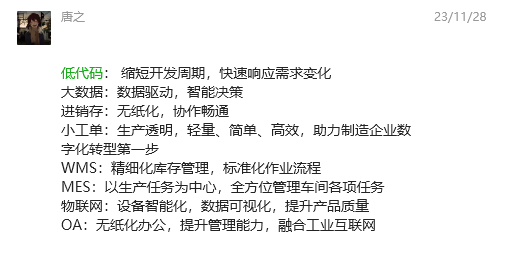 唐之
23/11/28
低代码： 缩短开发周期，快速响应需求变化
大数据：数据驱动，智能决策
进销存：无纸化，协作畅通
小工单：生产透明，轻量、简单、高效，助力制造企业数
字化转型第一步
WMS：精细化库存管理，标准化作业流程
MES：以生产任务为中心，全方位管理车间各项任务
物联网：设备智能化，数据可视化，提升产品质量
OA：无纸化办公，提升管理能力，融合工业互联网